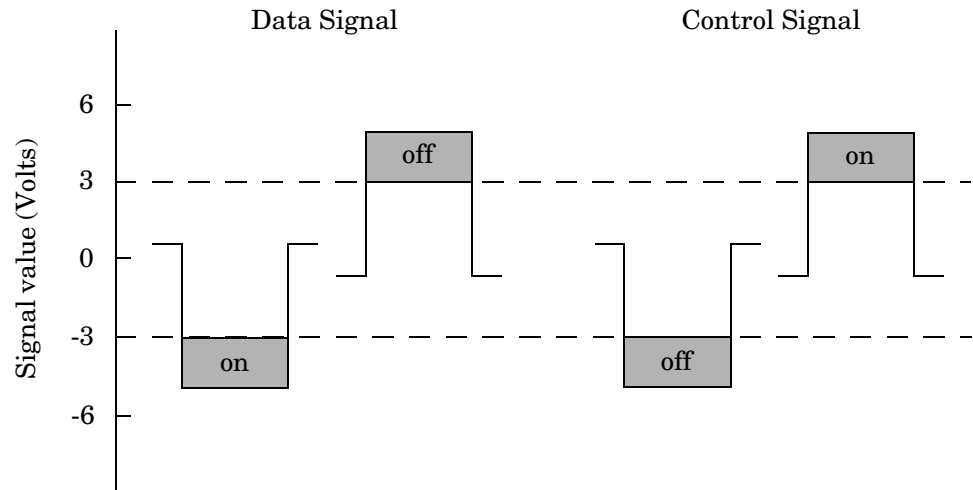 Data Signal
Control Signal
Signal value (Volts)
6
3
0
-3
-6
off
on
on
off